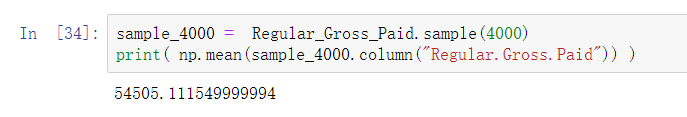 In [34]: sample_4000 =  Regular_Gross_Paid.sample(4000)
print( np.mean(sample_4000.column("Regular.Gross.Paid")) )
54505.111549999994